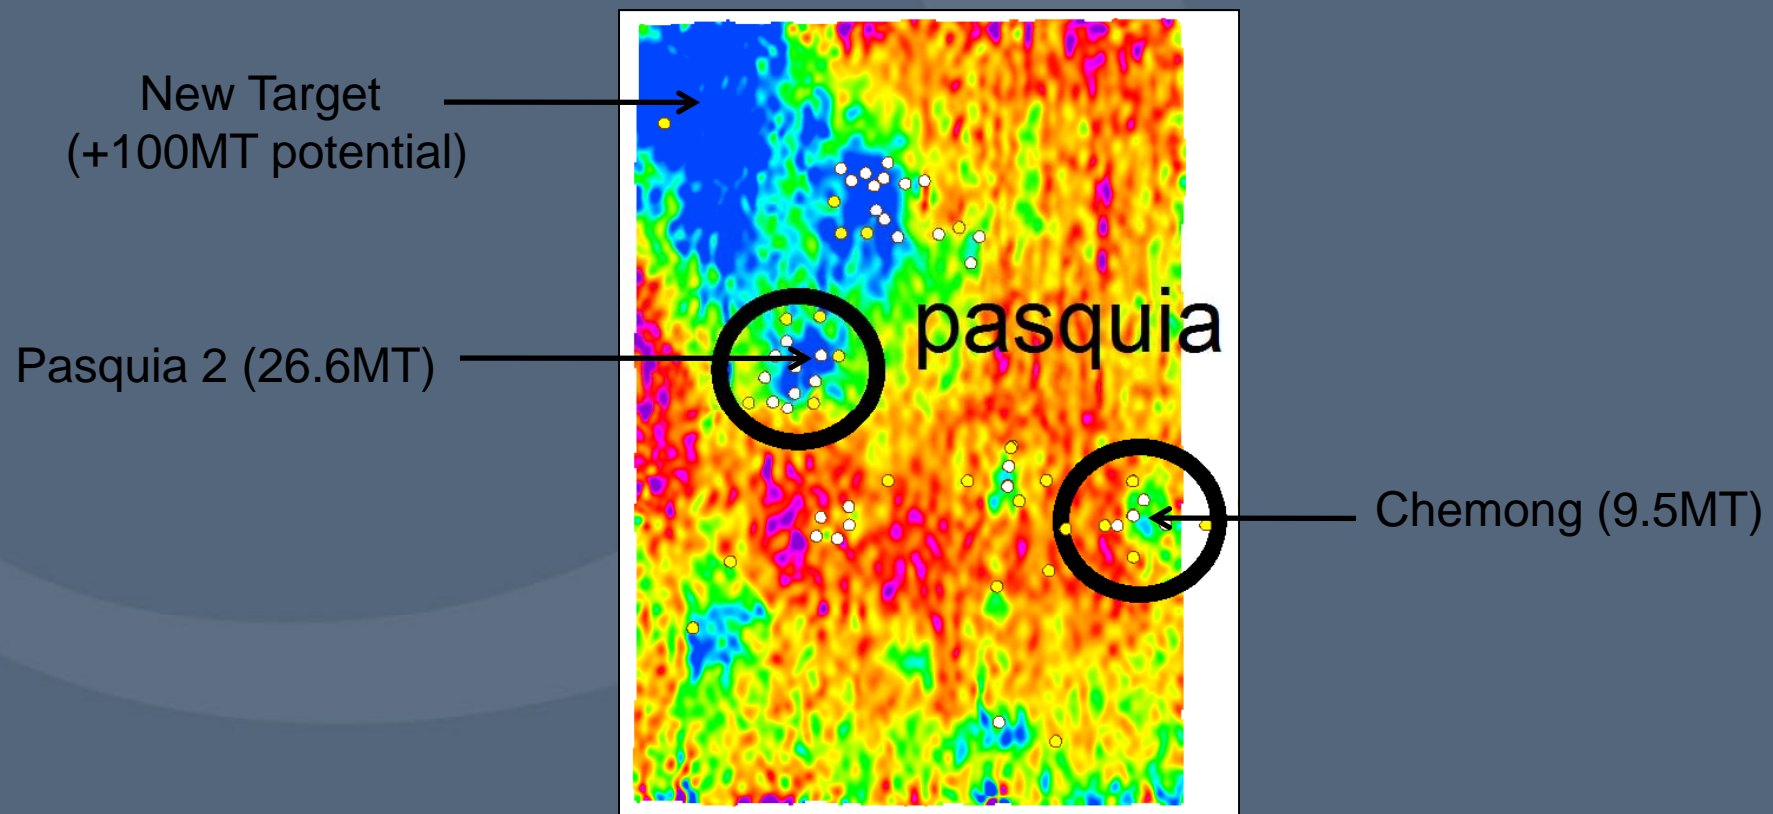 New Target
(+100MT potential)
pasquia
Pasquia 2 (26.6MT)
Chemong (9.5MT)